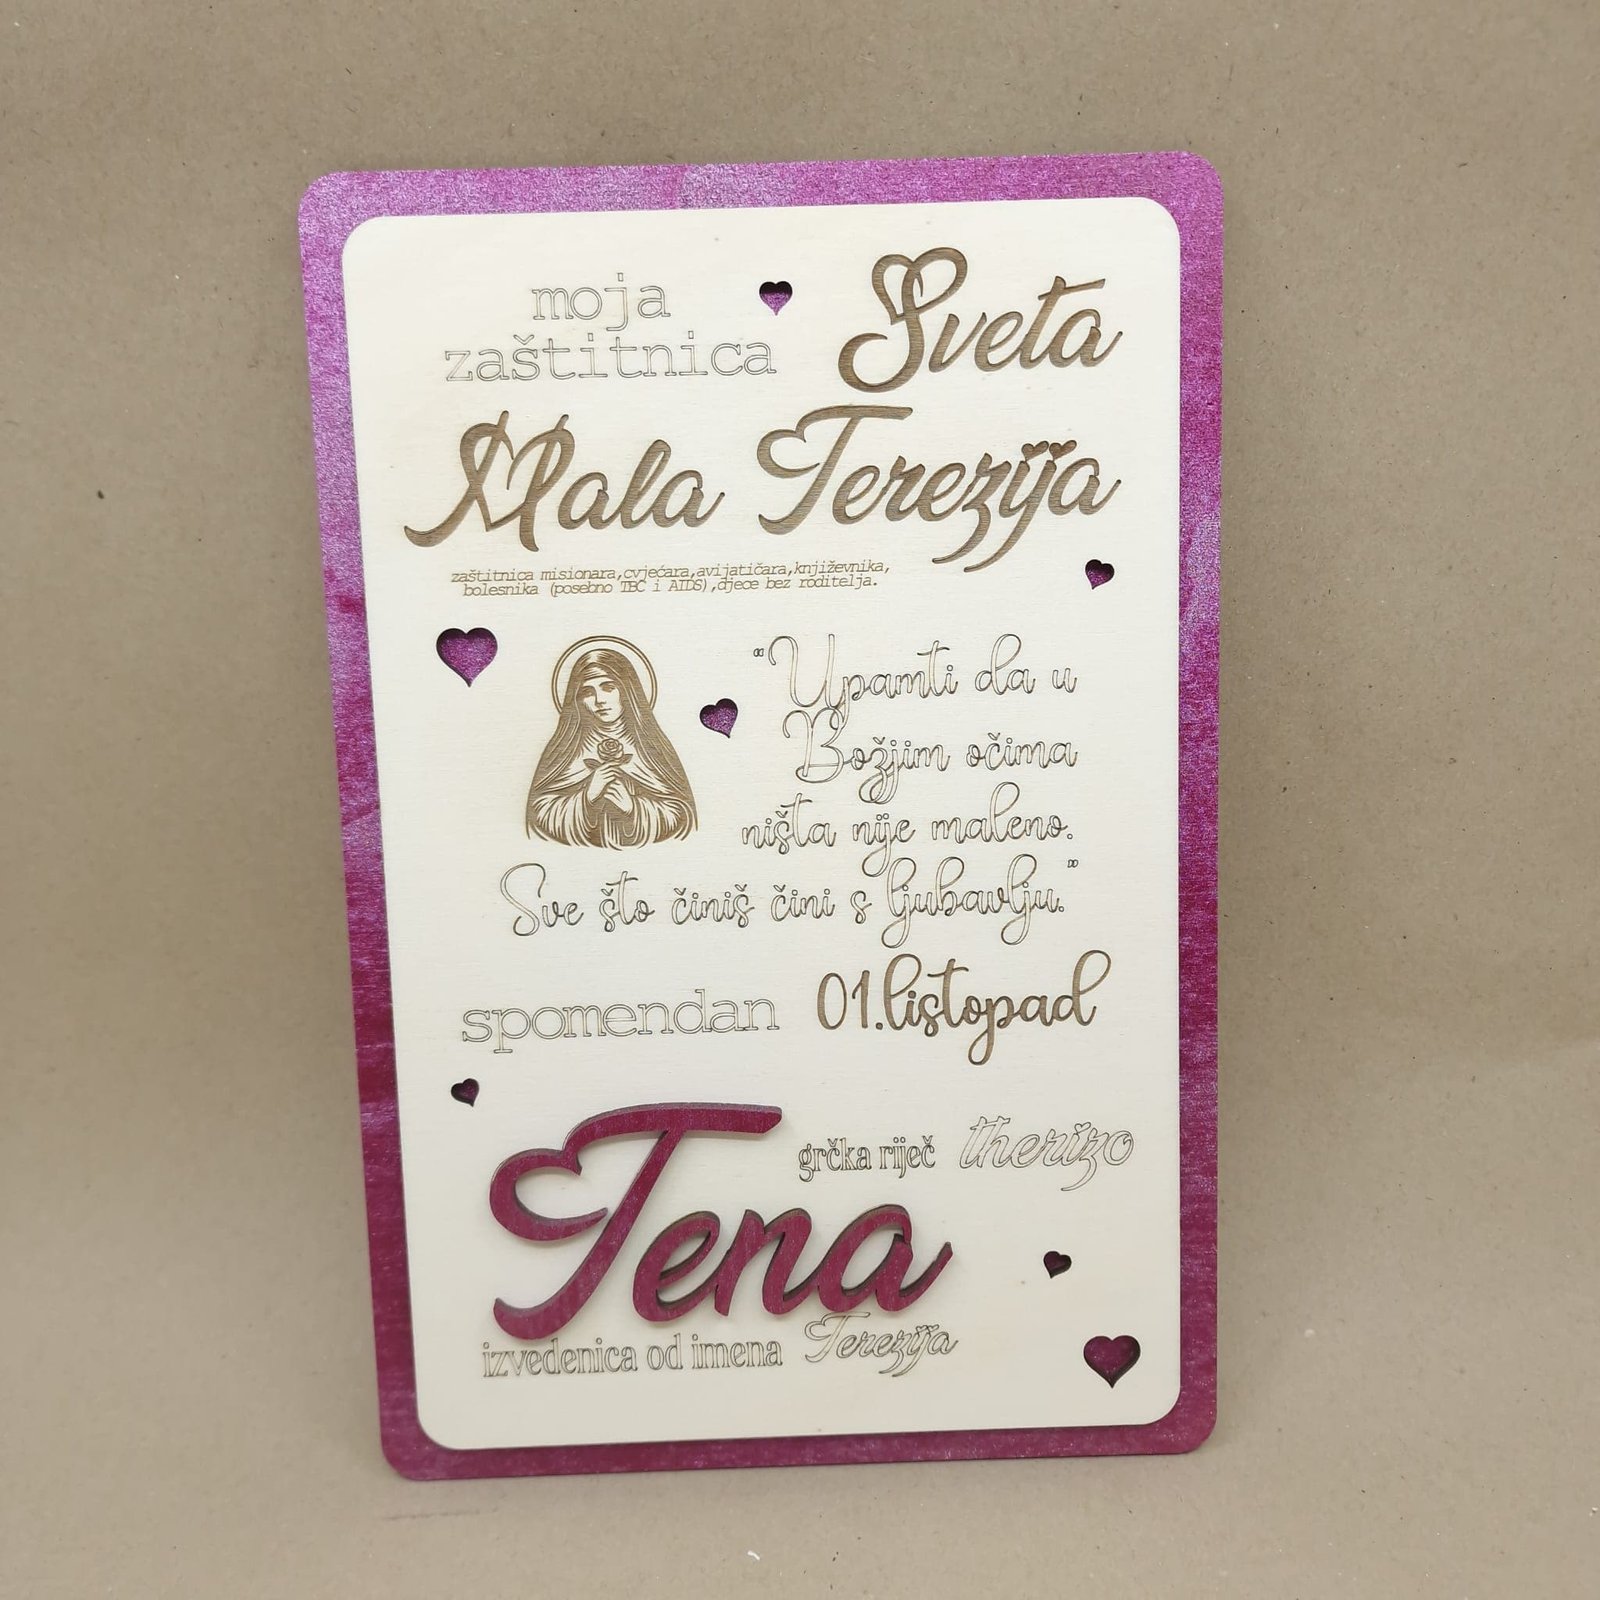 moja
zaštitnica
Sveta
Mala Terezija
zaštitnica misionara,cvjećara,avijatičara,književnika,
bolesnika (posebno TBC i AIDS),djece bez roditelja.
"Upamti da u
Božjim očima
ništa nije maleno.
Sve što činiš čini s ljubavlju."
spomendan 01.listopad
grčka riječ therizo
Tena
izvedenica od imena Terezija